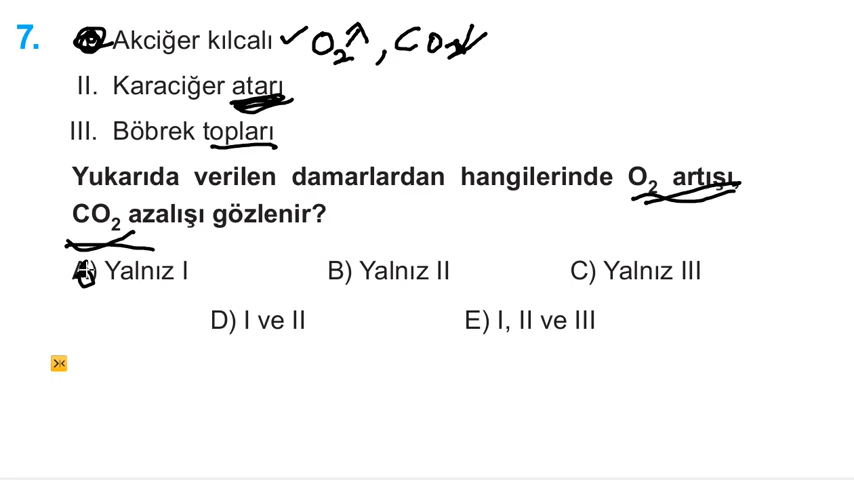 7. I. Akciğer kılcalı ✓ O₂↑, CO₂↓
II. Karaciğer atarı
III. Böbrek topları
Yukarıda verilen damarlardan hangilerinde O₂ artışı,
CO₂ azalışı gözlenir?
A) Yalnız I B) Yalnız II C) Yalnız III
D) I ve II E) I, II ve III